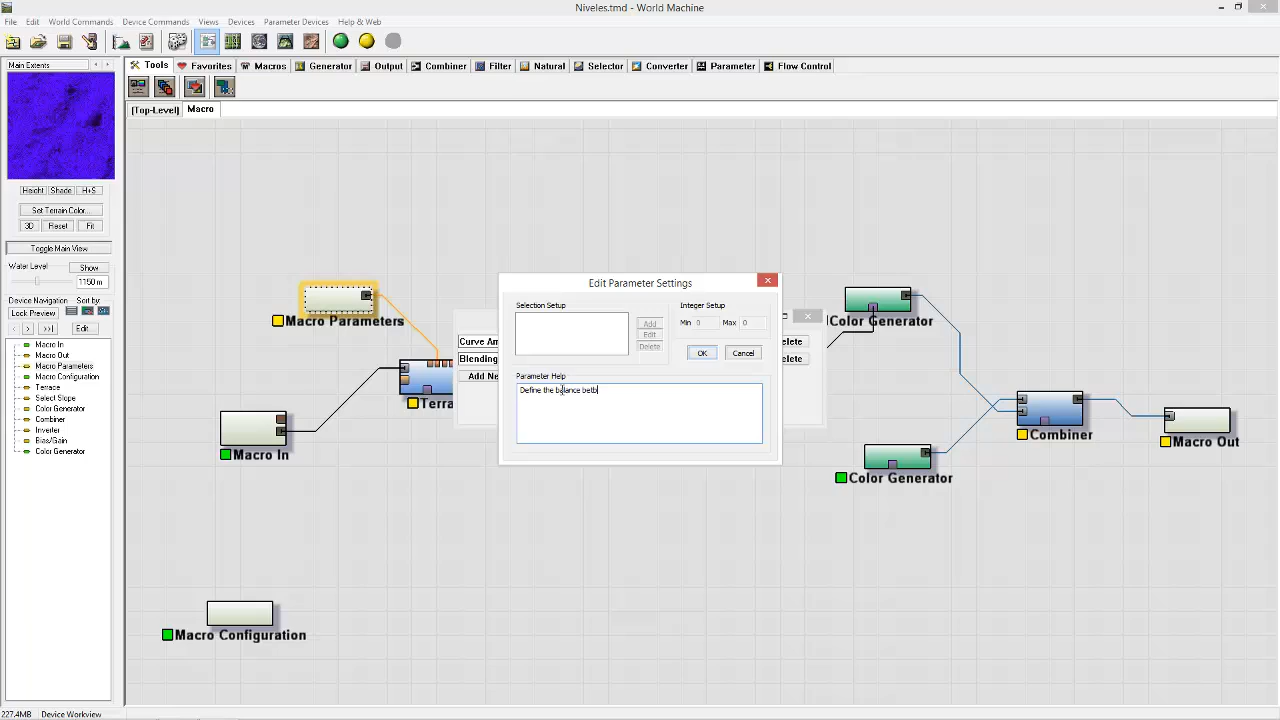 Niveles.tmd - World Machine
File Edit World Commands Device Commands Views Devices Parameter Devices Help & Web
Main Extents
Tools Favorites Macros Generator Output Combiner Filter Natural Selector Converter Parameter Flow Control
[Top-Level] Macro
Height Shade H+S
Set Terrain Color...
3D Reset Fit
Toggle Main View
Water Level Show
1150 m
Device Navigation Sort by:
Lock Preview
Edit...
Macro In
Macro Out
Macro Parameters
Macro Configuration
Terrace
Select Slope
Color Generator
Combiner
Inverter
Bias/Gain
Color Generator
Macro Parameters
Terra
Macro In
Macro Configuration
Curve Am
Blending
Add Ne
elete
elete
Edit Parameter Settings
Selection Setup
Add
Edit
Delete
Integer Setup
Min 0 Max 0
OK Cancel
Parameter Help
Define the balance betb
Color Generator
Color Generator
Combiner
Macro Out
227.4MB Device Workview